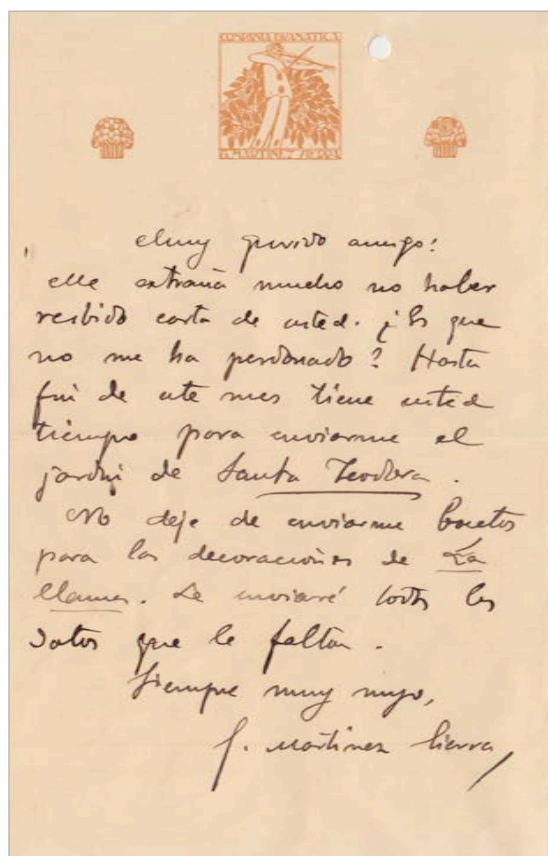 COMPAÑIA DRAMATICA
G. MARTINEZ SIERRA
Muy querido amigo:
Me extraña mucho no haber
recibido carta de usted. ¿Es que
no me ha perdonado? Hasta
fin de este mes tiene usted
tiempo para enviarme el
jardín de Santa Teodora.
No deje de enviarme bocetos
para las decoraciones de La
Llama. Le enviaré todos los
datos que le faltan.
Siempre muy suyo,
G. Martinez Sierra